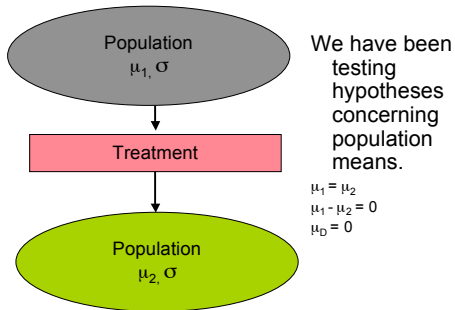 Population
μ₁, σ
Treatment
Population
μ₂, σ
We have been
testing
hypotheses
concerning
population
means.
μ₁ = μ₂
μ₁ - μ₂ = 0
μ_D = 0